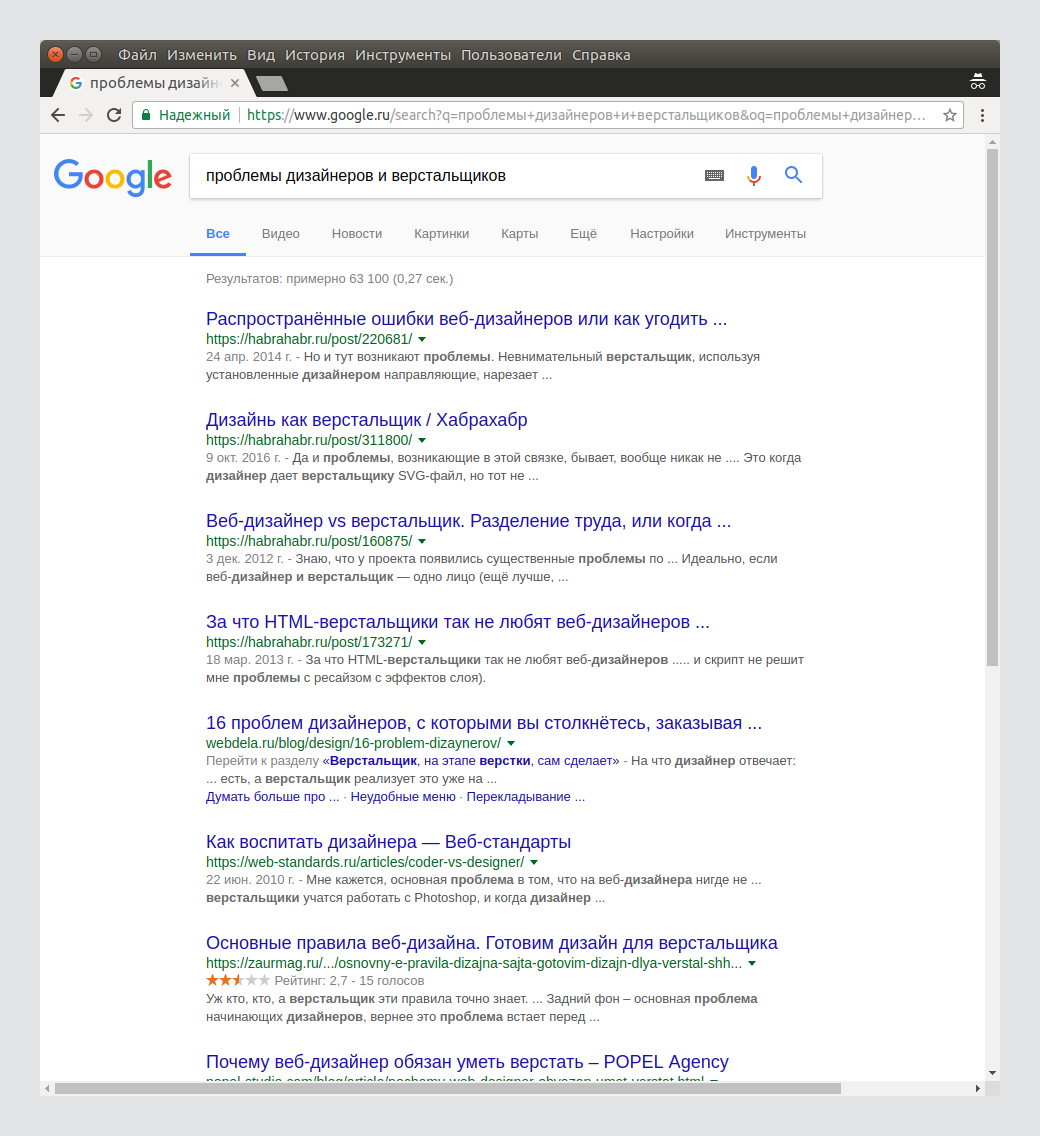 Файл Изменить Вид История Инструменты Пользователи Справка
проблемы дизайн
Надежный https://www.google.ru/search?q=проблемы+дизайнеров+и+верстальщиков&oq=проблемы+дизайнер...
Google
проблемы дизайнеров и верстальщиков
Все Видео Новости Картинки Карты Ещё Настройки Инструменты
Результатов: примерно 63 100 (0,27 сек.)
Распространённые ошибки веб-дизайнеров или как угодить ...
https://habrahabr.ru/post/220681/
24 апр. 2014 г. - Но и тут возникают проблемы. Невнимательный верстальщик, используя
установленные дизайнером направляющие, нарезает ...
Дизайнь как верстальщик / Хабрахабр
https://habrahabr.ru/post/311800/
9 окт. 2016 г. - Да и проблемы, возникающие в этой связке, бывает, вообще никак не .... Это когда
дизайнер дает верстальщику SVG-файл, но тот не ...
Веб-дизайнер vs верстальщик. Разделение труда, или когда ...
https://habrahabr.ru/post/160875/
3 дек. 2012 г. - Знаю, что у проекта появились существенные проблемы по ... Идеально, если
веб-дизайнер и верстальщик — одно лицо (ещё лучше, ...
За что HTML-верстальщики так не любят веб-дизайнеров ...
https://habrahabr.ru/post/173271/
18 мар. 2013 г. - За что HTML-верстальщики так не любят веб-дизайнеров ..... и скрипт не решит
мне проблемы с ресайзом с эффектов слоя).
16 проблем дизайнеров, с которыми вы столкнётесь, заказывая ...
webdela.ru/blog/design/16-problem-dizaynerov/
Перейти к разделу «Верстальщик, на этапе верстки, сам сделает» - На что дизайнер отвечает:
... есть, а верстальщик реализует это уже на ...
Думать больше про ... · Неудобные меню · Перекладывание ...
Как воспитать дизайнера — Веб-стандарты
https://web-standards.ru/articles/coder-vs-designer/
22 июн. 2010 г. - Мне кажется, основная проблема в том, что на веб-дизайнера нигде не ...
верстальщики учатся работать с Photoshop, и когда дизайнер ...
Основные правила веб-дизайна. Готовим дизайн для верстальщика
https://zaurmag.ru/.../osnovny-e-pravila-dizajna-sajta-gotovim-dizajn-dlya-verstal-shh...
Рейтинг: 2,7 - 15 голосов
Уж кто, кто, а верстальщик эти правила точно знает. ... Задний фон – основная проблема
начинающих дизайнеров, вернее это проблема встает перед ...
Почему веб-дизайнер обязан уметь верстать – POPEL Agency